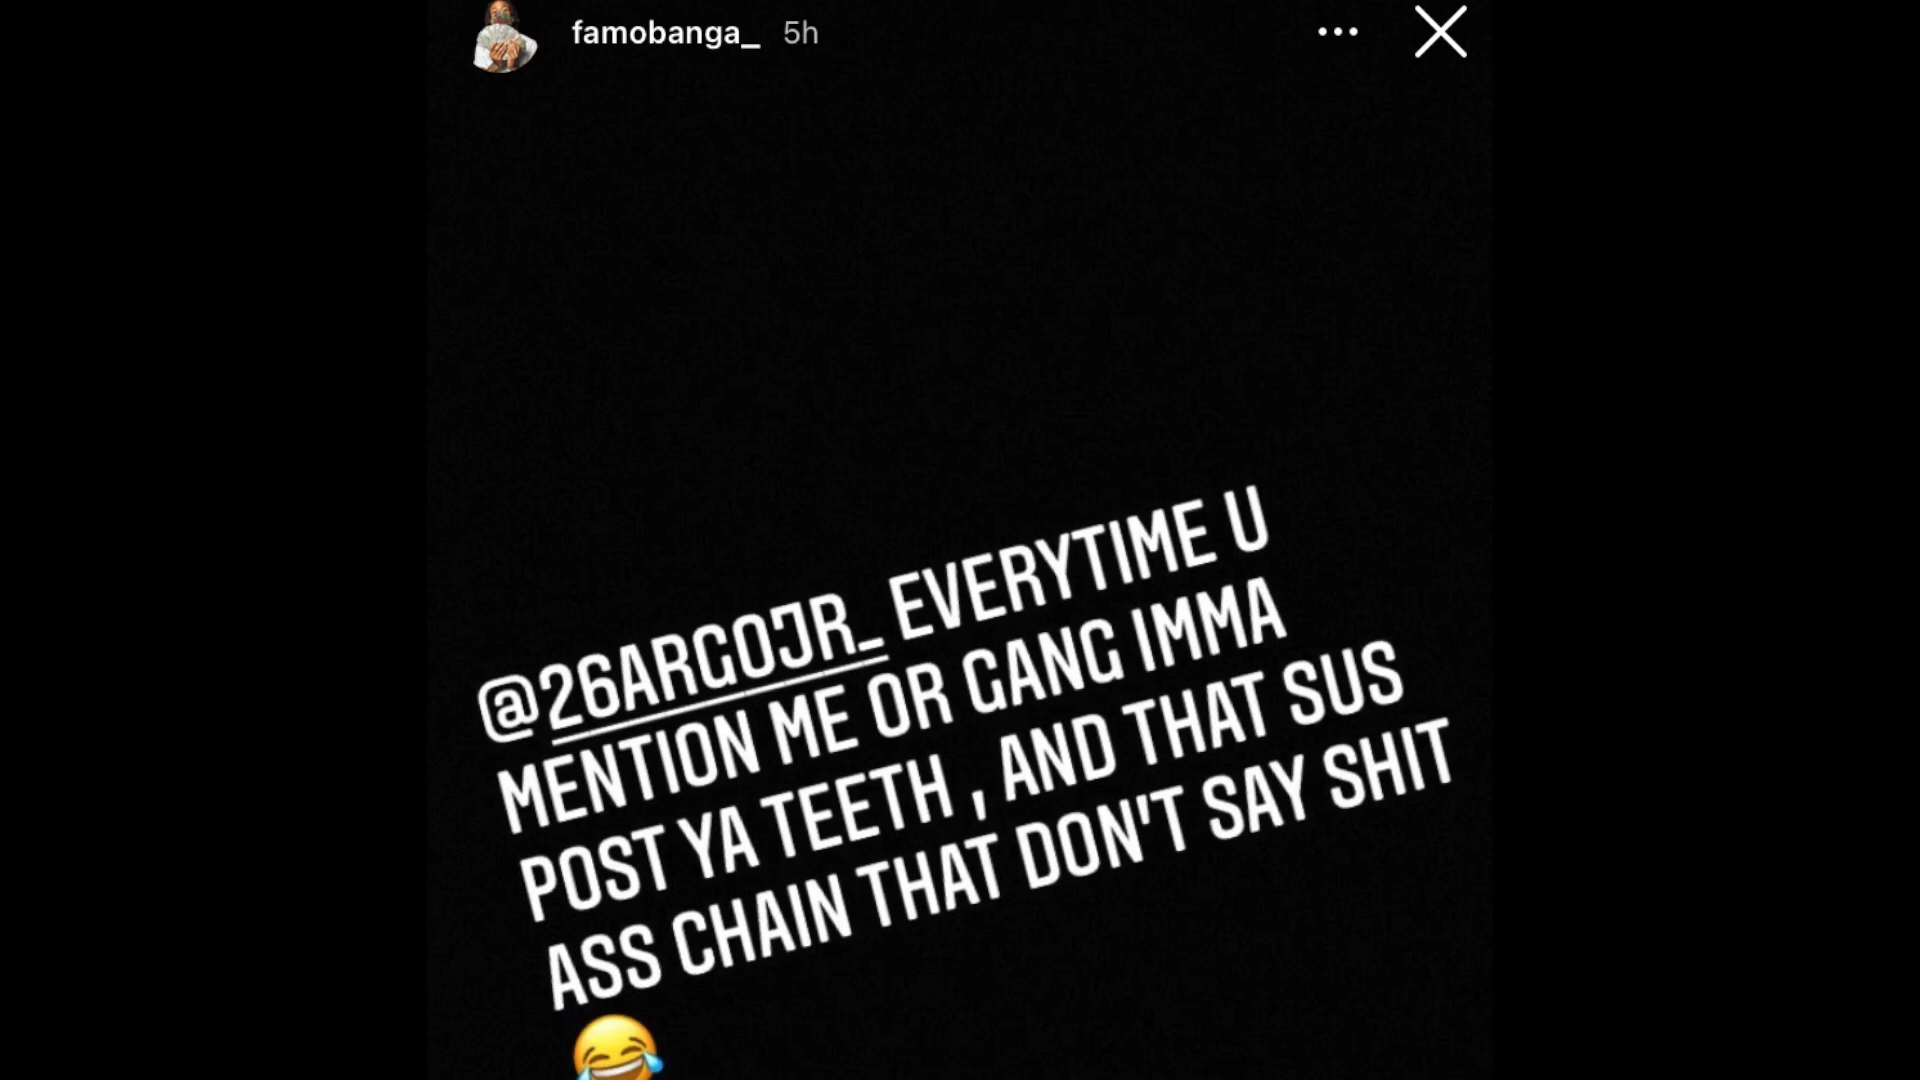 famobanga_ 5h
@26ARGOJR_ EVERYTIME U
MENTION ME OR GANG IMMA
POST YA TEETH , AND THAT SUS
ASS CHAIN THAT DON'T SAY SHIT
😂